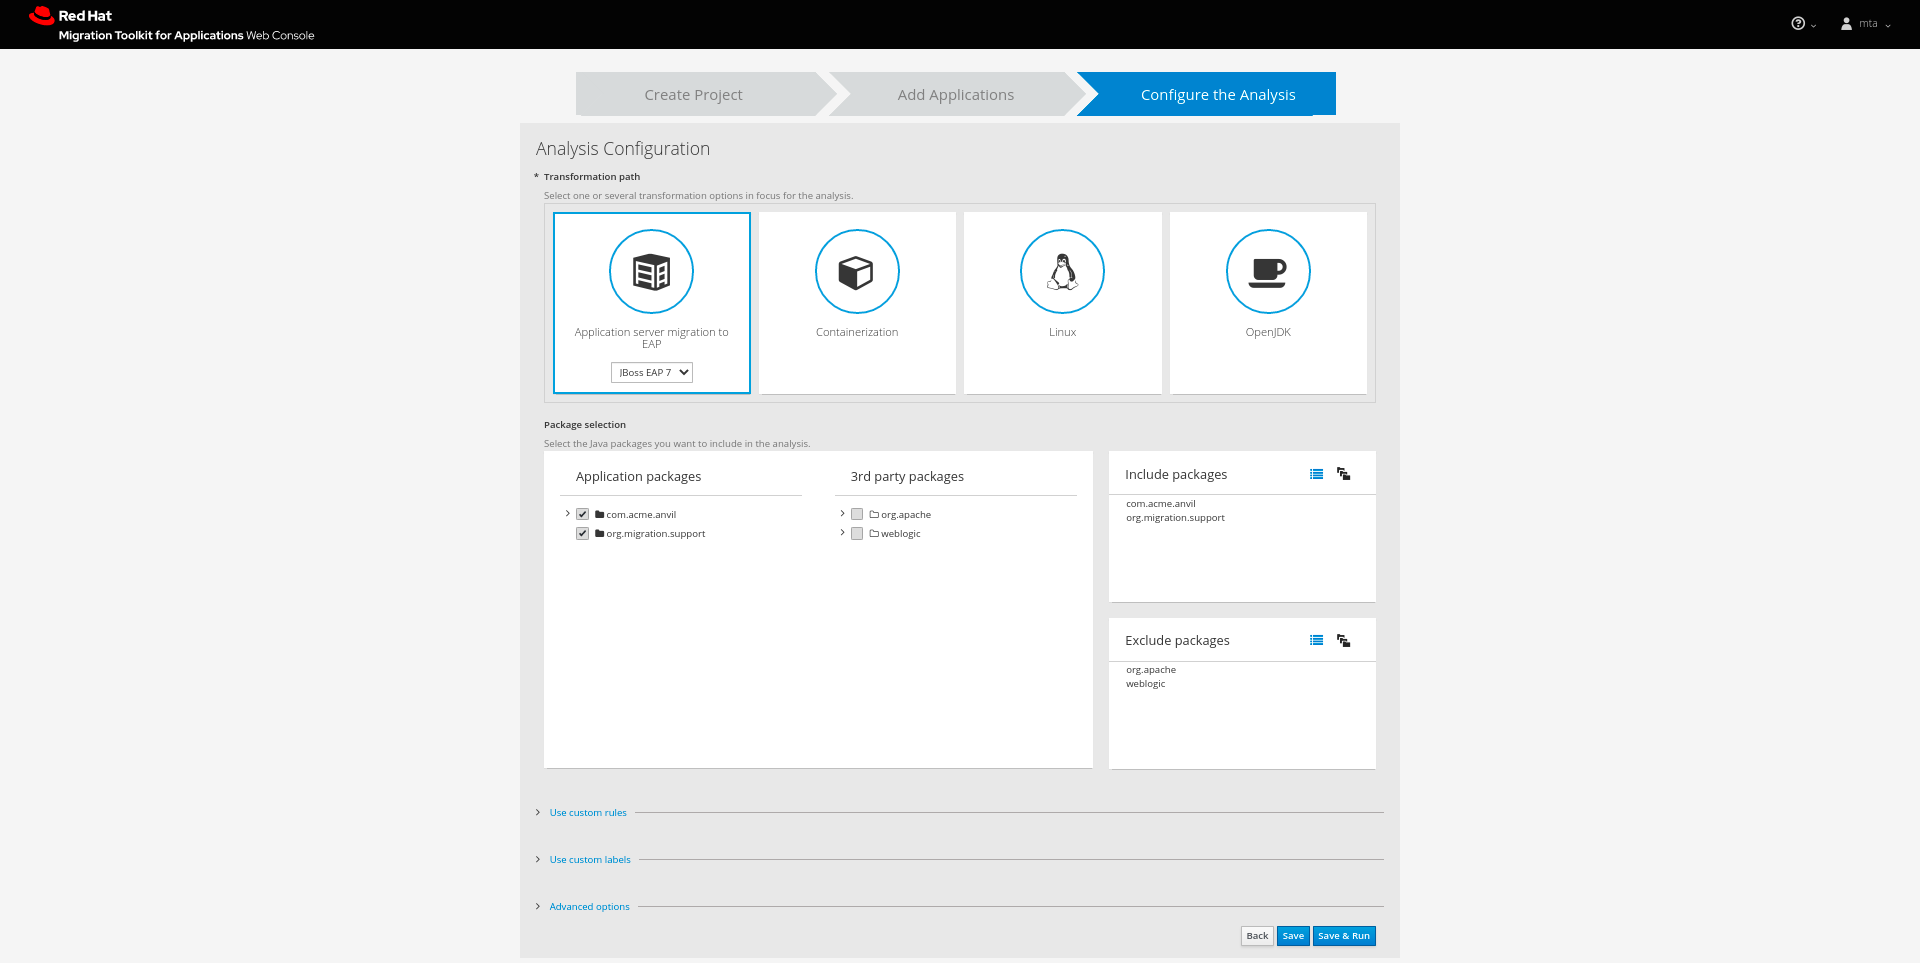 Red Hat
Migration Toolkit for Applications Web Console
mta
Create Project
Add Applications
Configure the Analysis
Analysis Configuration
* Transformation path
Select one or several transformation options in focus for the analysis.
Application server migration to
EAP
JBoss EAP 7
Containerization
Linux
OpenJDK
Package selection
Select the Java packages you want to include in the analysis.
Application packages
com.acme.anvil
org.migration.support
3rd party packages
org.apache
weblogic
Include packages
com.acme.anvil
org.migration.support
Exclude packages
org.apache
weblogic
Use custom rules
Use custom labels
Advanced options
Back
Save
Save & Run